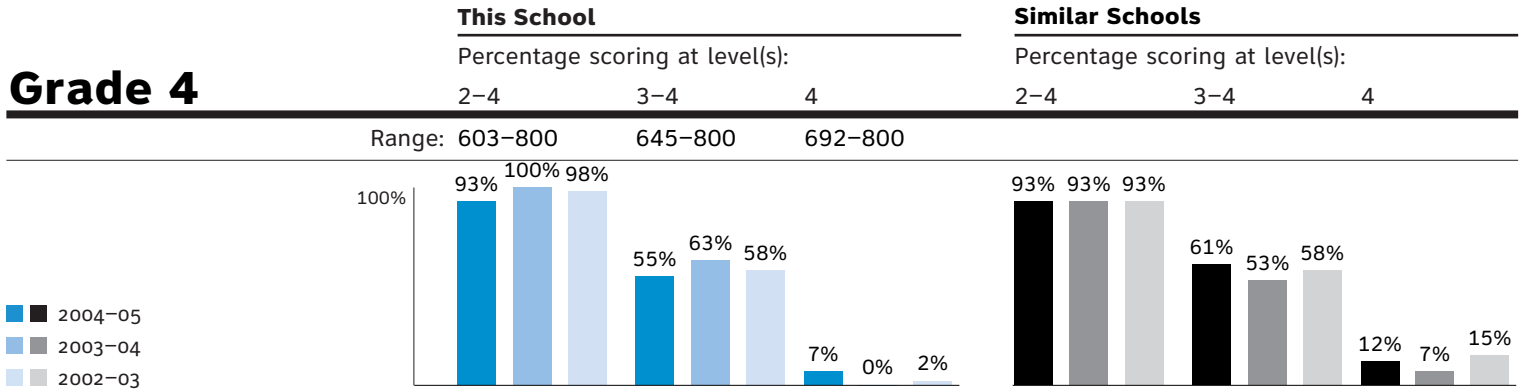 This School Similar Schools
Percentage scoring at level(s): Percentage scoring at level(s):
Grade 4 2–4 3–4 4 2–4 3–4 4
Range: 603–800 645–800 692–800
100%
93% 100% 98% 55% 63% 58% 7% 0% 2% 93% 93% 93% 61% 53% 58% 12% 7% 15%
2004–05
2003–04
2002–03